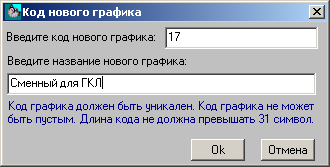 Код нового графика
Введите код нового графика: 17
Введите название нового графика:
Сменный для ГКЛ
Код графика должен быть уникален. Код графика не может
быть пустым. Длина кода не должна превышать 31 символ.
Ok Отмена